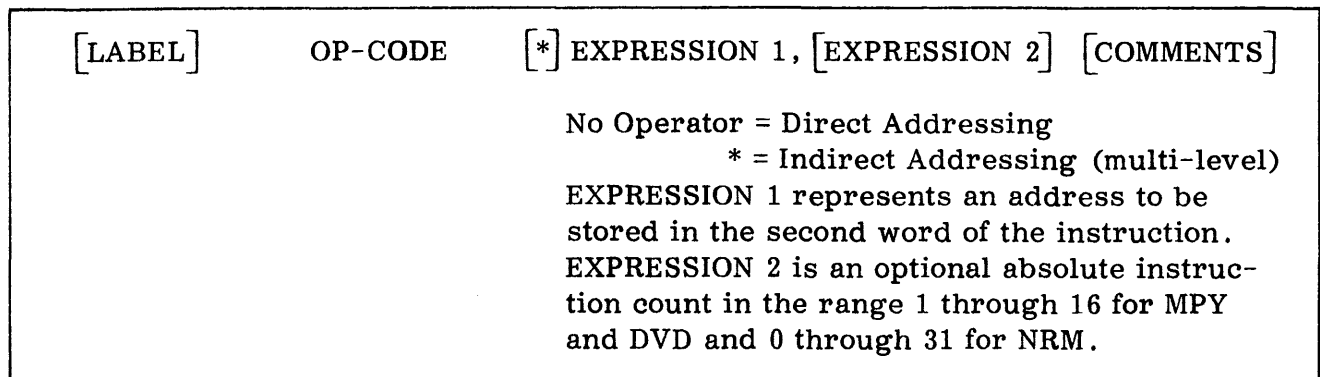 [LABEL] OP-CODE [*] EXPRESSION 1, [EXPRESSION 2] [COMMENTS]
No Operator = Direct Addressing
* = Indirect Addressing (multi-level)
EXPRESSION 1 represents an address to be
stored in the second word of the instruction.
EXPRESSION 2 is an optional absolute instruc-
tion count in the range 1 through 16 for MPY
and DVD and 0 through 31 for NRM.